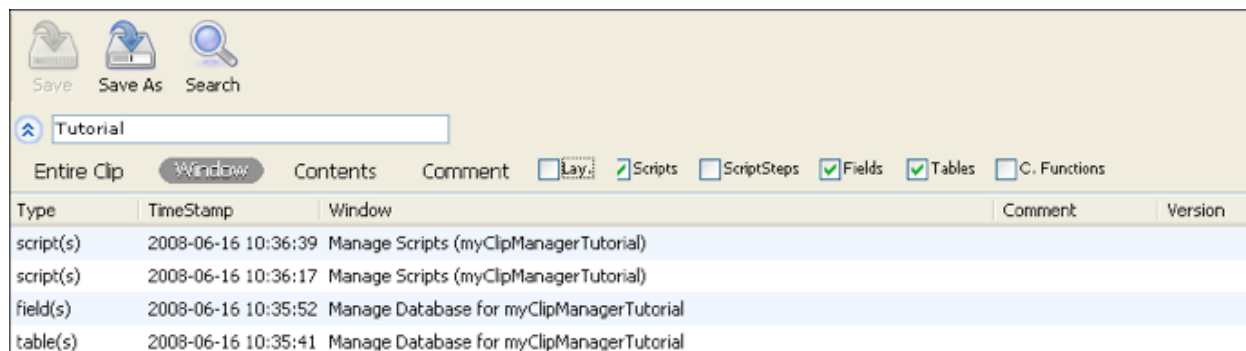 Save Save As Search
Tutorial
Entire Clip Window Contents Comment Lay. Scripts ScriptSteps Fields Tables C. Functions
Type TimeStamp Window Comment Version
script(s) 2008-06-16 10:36:39 Manage Scripts (myClipManagerTutorial)
script(s) 2008-06-16 10:36:17 Manage Scripts (myClipManagerTutorial)
field(s) 2008-06-16 10:35:52 Manage Database for myClipManagerTutorial
table(s) 2008-06-16 10:35:41 Manage Database for myClipManagerTutorial